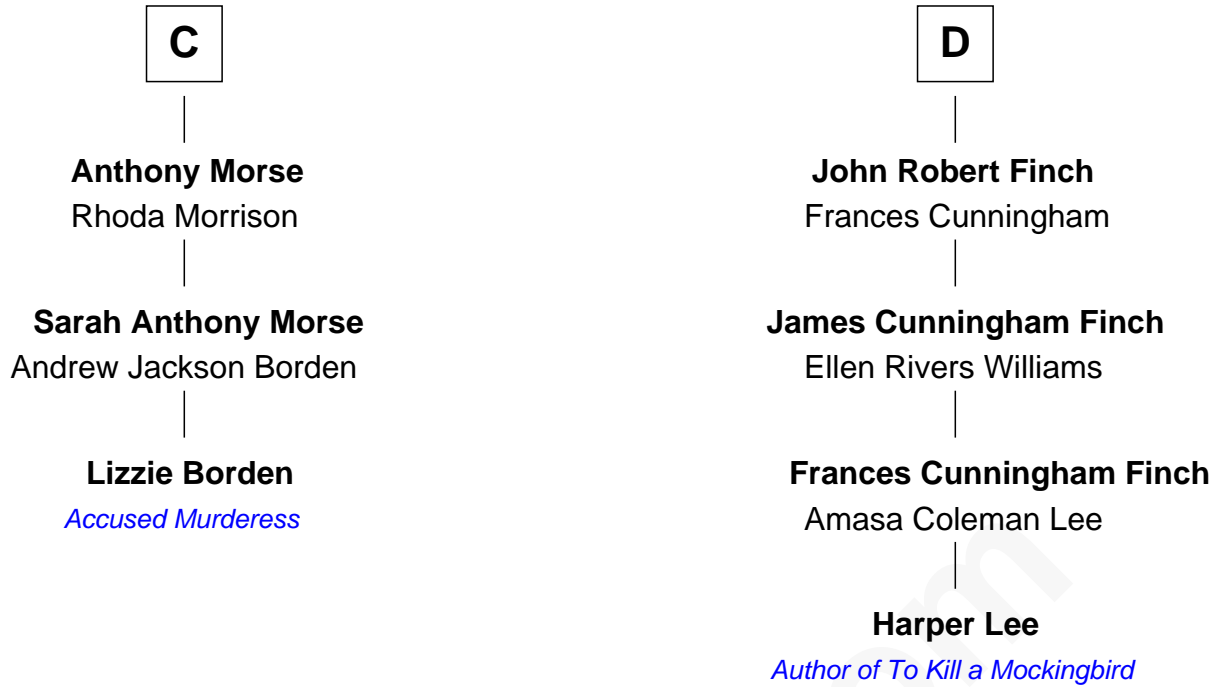 C
Anthony Morse
Rhoda Morrison
Sarah Anthony Morse
Andrew Jackson Borden
Lizzie Borden
Accused Murderess
D
John Robert Finch
Frances Cunningham
James Cunningham Finch
Ellen Rivers Williams
Frances Cunningham Finch
Amasa Coleman Lee
Harper Lee
Author of To Kill a Mockingbird